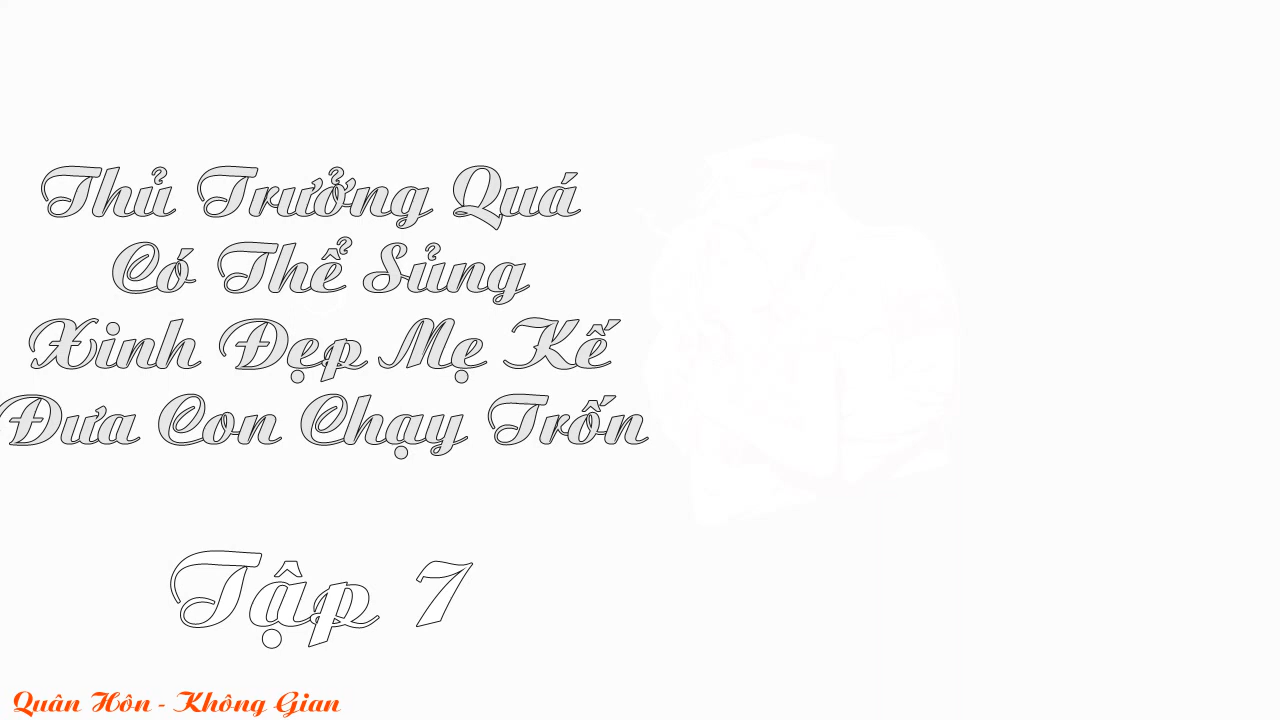 Thủ Trưởng Quá
Có Thể Sủng
Xinh Đẹp Mẹ Kế
Đưa Con Chạy Trốn
Tập 7
Quân Hôn - Không Gian